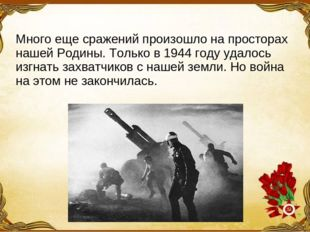 Много еще сражений произошло на просторах
нашей Родины. Только в 1944 году удалось
изгнать захватчиков с нашей земли. Но война
на этом не закончилась.